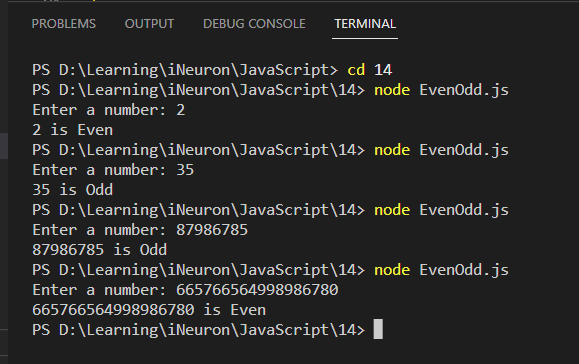 PROBLEMS OUTPUT DEBUG CONSOLE TERMINAL
PS D:\Learning\iNeuron\JavaScript> cd 14
PS D:\Learning\iNeuron\JavaScript\14> node EvenOdd.js
Enter a number: 2
2 is Even
PS D:\Learning\iNeuron\JavaScript\14> node EvenOdd.js
Enter a number: 35
35 is Odd
PS D:\Learning\iNeuron\JavaScript\14> node EvenOdd.js
Enter a number: 87986785
87986785 is Odd
PS D:\Learning\iNeuron\JavaScript\14> node EvenOdd.js
Enter a number: 665766564998986780
665766564998986780 is Even
PS D:\Learning\iNeuron\JavaScript\14>